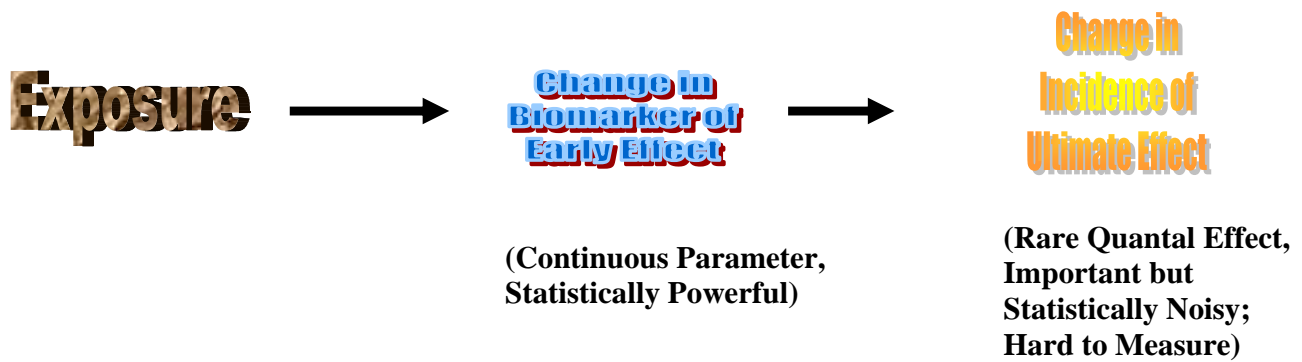 Exposure
Change in
Biomarker of
Early Effect
Change in
Incidence of
Ultimate Effect
(Continuous Parameter,
Statistically Powerful)
(Rare Quantal Effect,
Important but
Statistically Noisy;
Hard to Measure)